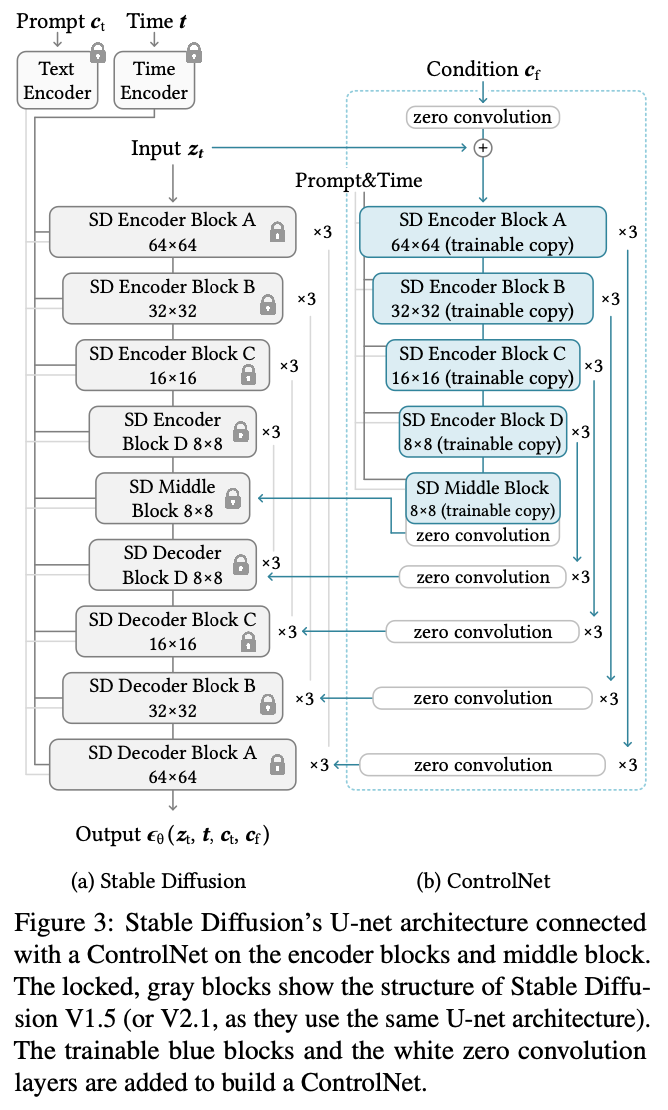 Prompt cₜ Time t
Text
Encoder
Time
Encoder
Input zₜ
SD Encoder Block A
64×64
×3
SD Encoder Block B
32×32
×3
SD Encoder Block C
16×16
×3
SD Encoder
Block D 8×8
×3
SD Middle
Block 8×8
SD Decoder
Block D 8×8
×3
SD Decoder Block C
16×16
×3
SD Decoder Block B
32×32
×3
SD Decoder Block A
64×64
×3
Output ϵθ(zₜ, t, cₜ, c_f)
(a) Stable Diffusion
Condition c_f
zero convolution
+
Prompt&Time
SD Encoder Block A
64×64 (trainable copy)
×3
SD Encoder Block B
32×32 (trainable copy)
×3
SD Encoder Block C
16×16 (trainable copy)
×3
SD Encoder Block D
8×8 (trainable copy)
×3
SD Middle Block
8×8 (trainable copy)
zero convolution
zero convolution ×3
zero convolution ×3
zero convolution ×3
zero convolution ×3
(b) ControlNet
Figure 3: Stable Diffusion’s U-net architecture connected
with a ControlNet on the encoder blocks and middle block.
The locked, gray blocks show the structure of Stable Diffu-
sion V1.5 (or V2.1, as they use the same U-net architecture).
The trainable blue blocks and the white zero convolution
layers are added to build a ControlNet.